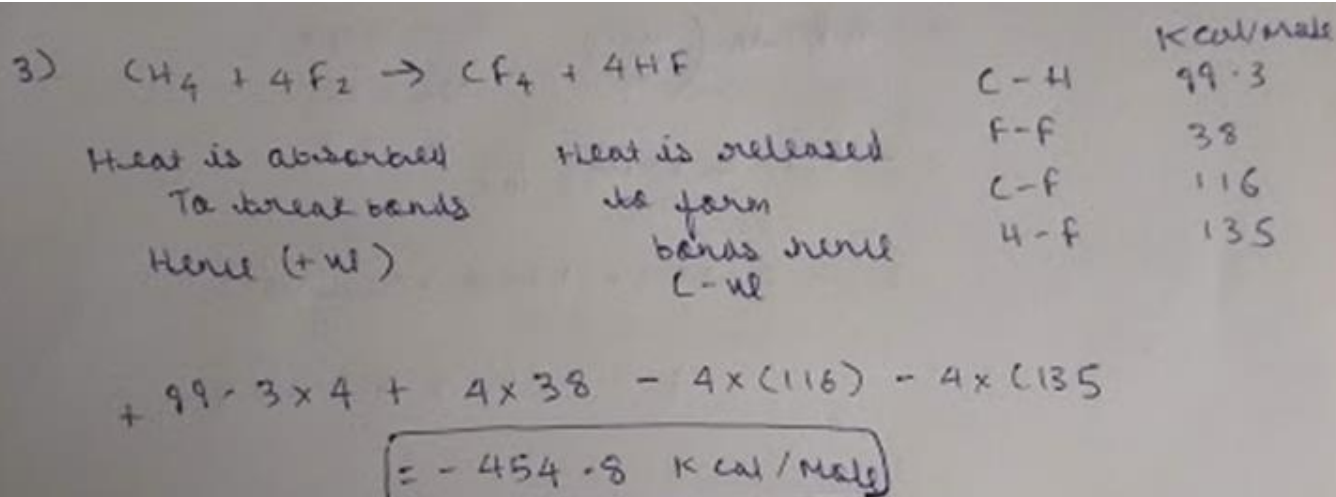 Kcal/mole
3) CH4 + 4F2 → CF4 + 4HF
C-H 99.3
F-F 38
C-F 116
H-F 135
Heat is absorbed
To break bonds
Hence (+ve)
Heat is released
to form
bonds hence
(-ve
+ 99.3 x 4 + 4 x 38 - 4 x (116) - 4 x (135
= - 454.8 K cal / Mole